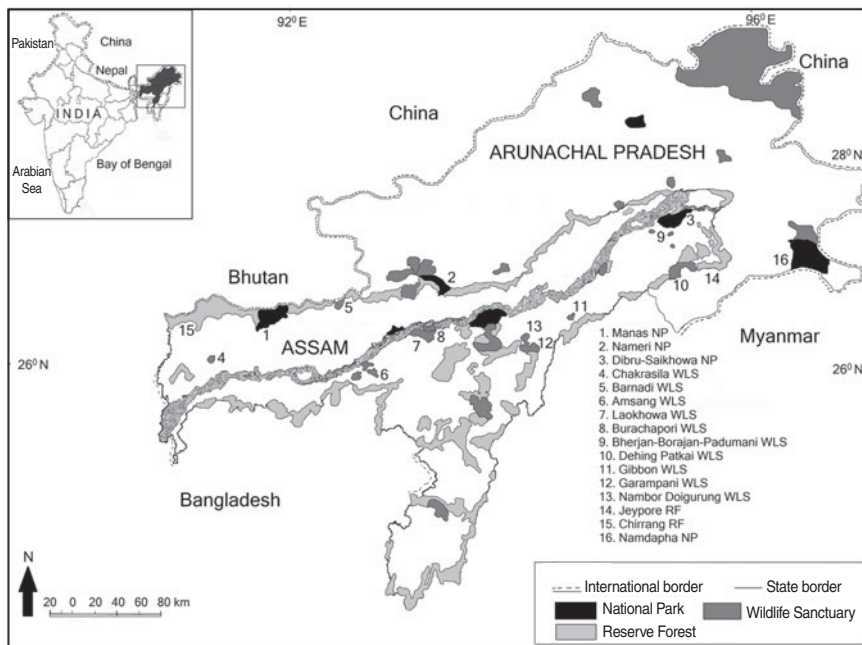 92⁰ E
96⁰ E
Pakistan
China
Nepal
INDIA
Bay of Bengal
Arabian
Sea
China
China
ARUNACHAL PRADESH
28⁰ N
3
9
16
2
Bhutan
10
14
5
11
Myanmar
15
1
13
ASSAM
8
7
12
26⁰ N
4
6
26⁰ N
1. Manas NP
2. Nameri NP
3. Dibru-Saikhowa NP
4. Chakrasila WLS
5. Barnadi WLS
6. Amsang WLS
7. Laokhowa WLS
8. Burachapori WLS
9. Bherjan-Borajan-Padumani WLS
10. Dehing Patkai WLS
11. Gibbon WLS
12. Garampani WLS
13. Nambor Doigurung WLS
14. Jeypore RF
15. Chirrang RF
16. Namdapha NP
Bangladesh
N
20 0 20 40 60 80 km
International border
State border
National Park
Wildlife Sanctuary
Reserve Forest